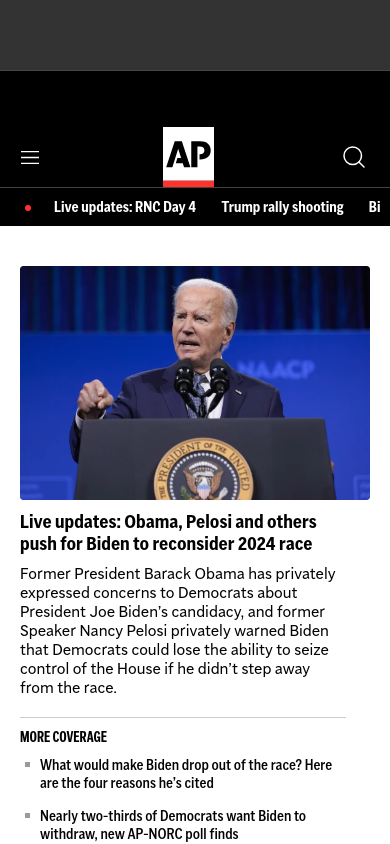 AP
Live updates: RNC Day 4 Trump rally shooting Bi
NAACP
PRESIDENT OF THE UNITED
Live updates: Obama, Pelosi and others
push for Biden to reconsider 2024 race
Former President Barack Obama has privately
expressed concerns to Democrats about
President Joe Biden’s candidacy, and former
Speaker Nancy Pelosi privately warned Biden
that Democrats could lose the ability to seize
control of the House if he didn’t step away
from the race.
MORE COVERAGE
What would make Biden drop out of the race? Here
are the four reasons he’s cited
Nearly two-thirds of Democrats want Biden to
withdraw, new AP-NORC poll finds